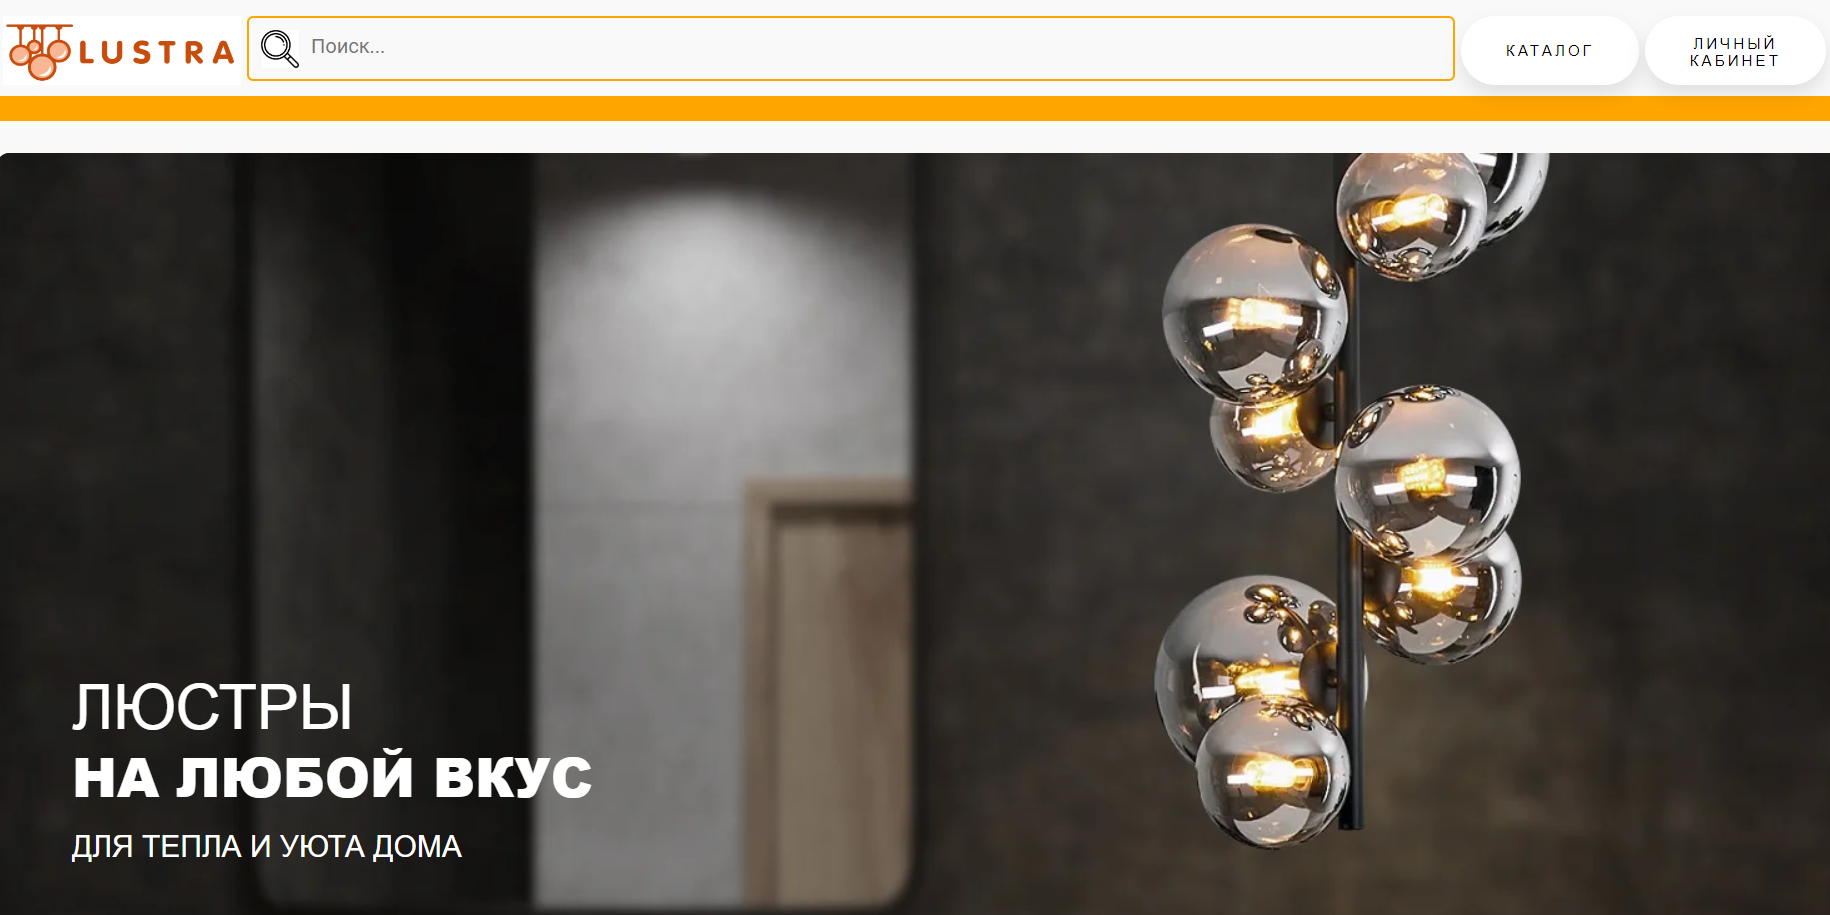 LUSTRA
Поиск...
КАТАЛОГ
ЛИЧНЫЙ
КАБИНЕТ
ЛЮСТРЫ
НА ЛЮБОЙ ВКУС
ДЛЯ ТЕПЛА И УЮТА ДОМА